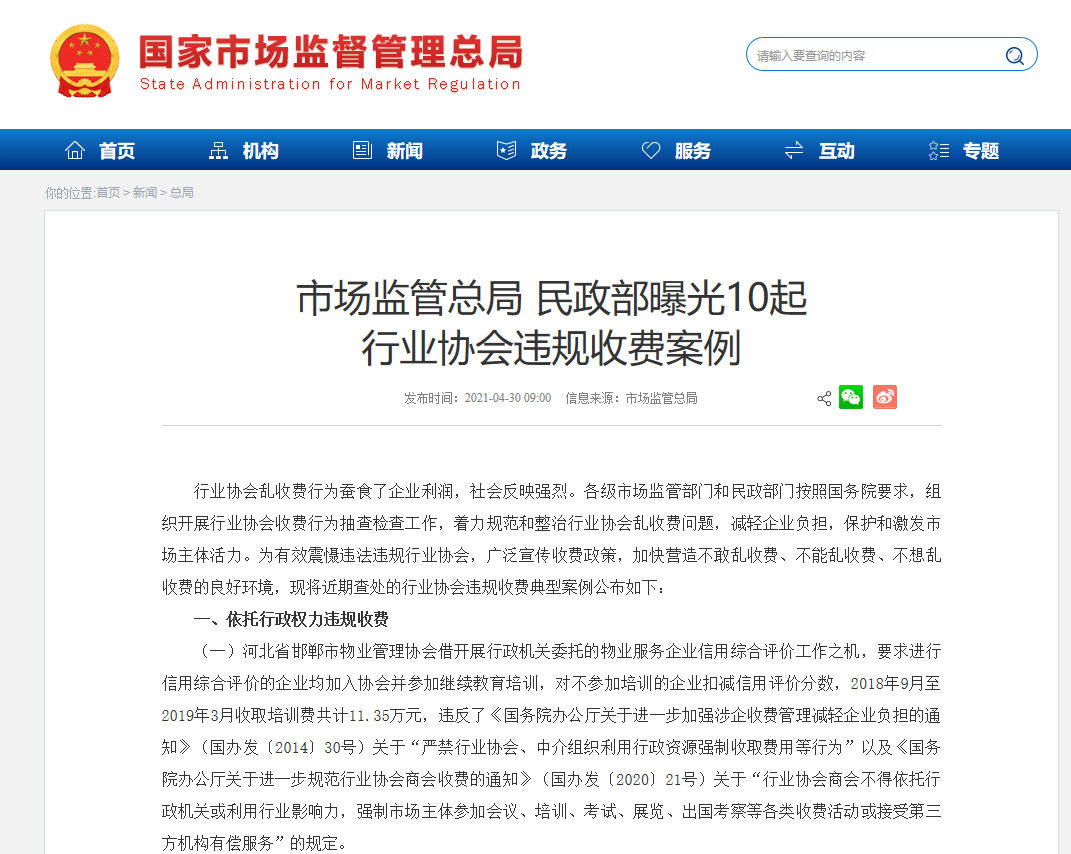 国家市场监督管理总局
State Administration for Market Regulation
请输入要查询的内容
首页 机构 新闻 政务 服务 互动 专题
你的位置:首页 > 新闻 > 总局
市场监管总局 民政部曝光10起
行业协会违规收费案例
发布时间：2021-04-30 09:00 信息来源：市场监管总局
行业协会乱收费行为蚕食了企业利润，社会反映强烈。各级市场监管部门和民政部门按照国务院要求，组
织开展行业协会收费行为抽查检查工作，着力规范和整治行业协会乱收费问题，减轻企业负担，保护和激发市
场主体活力。为有效震慑违法违规行业协会，广泛宣传收费政策，加快营造不敢乱收费、不能乱收费、不想乱
收费的良好环境，现将近期查处的行业协会违规收费典型案例公布如下：
一、依托行政权力违规收费
（一）河北省邯郸市物业管理协会借开展行政机关委托的物业服务企业信用综合评价工作之机，要求进行
信用综合评价的企业均加入协会并参加继续教育培训，对不参加培训的企业扣减信用评价分数，2018年9月至
2019年3月收取培训费共计11.35万元，违反了《国务院办公厅关于进一步加强涉企收费管理减轻企业负担的通
知》（国办发〔2014〕30号）关于“严禁行业协会、中介组织利用行政资源强制收取费用等行为”以及《国务
院办公厅关于进一步规范行业协会商会收费的通知》（国办发〔2020〕21号）关于“行业协会商会不得依托行
政机关或利用行业影响力，强制市场主体参加会议、培训、考试、展览、出国考察等各类收费活动或接受第三
方机构有偿服务”的规定。